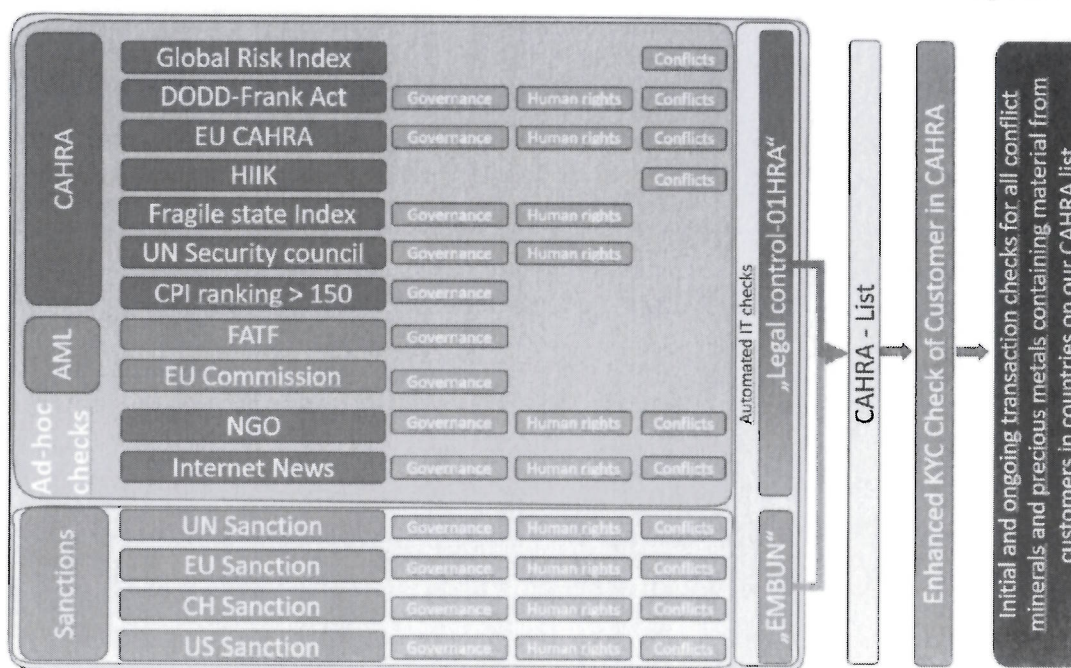 CAHRA
Global Risk Index Conflicts
DODD-Frank Act Governance Human rights Conflicts
EU CAHRA Governance Human rights Conflicts
HIIK Conflicts
Fragile state Index Governance Human rights
UN Security council Governance Human rights
CPI ranking > 150 Governance
AML
FATF Governance
EU Commission Governance
Ad-hoc
checks
NGO Governance Human rights Conflicts
Internet News Governance Human rights Conflicts
Sanctions
UN Sanction Governance Human rights Conflicts
EU Sanction Governance Human rights Conflicts
CH Sanction Governance Human rights Conflicts
US Sanction Governance Human rights Conflicts
Automated IT checks
„Legal control-01HRA“
„EMBUN“
CAHRA - List
Enhanced KYC Check of Customer in CAHRA
Initial and ongoing transaction checks for all conflict
minerals and precious metals containing material from
customers in countries on our CAHRA list